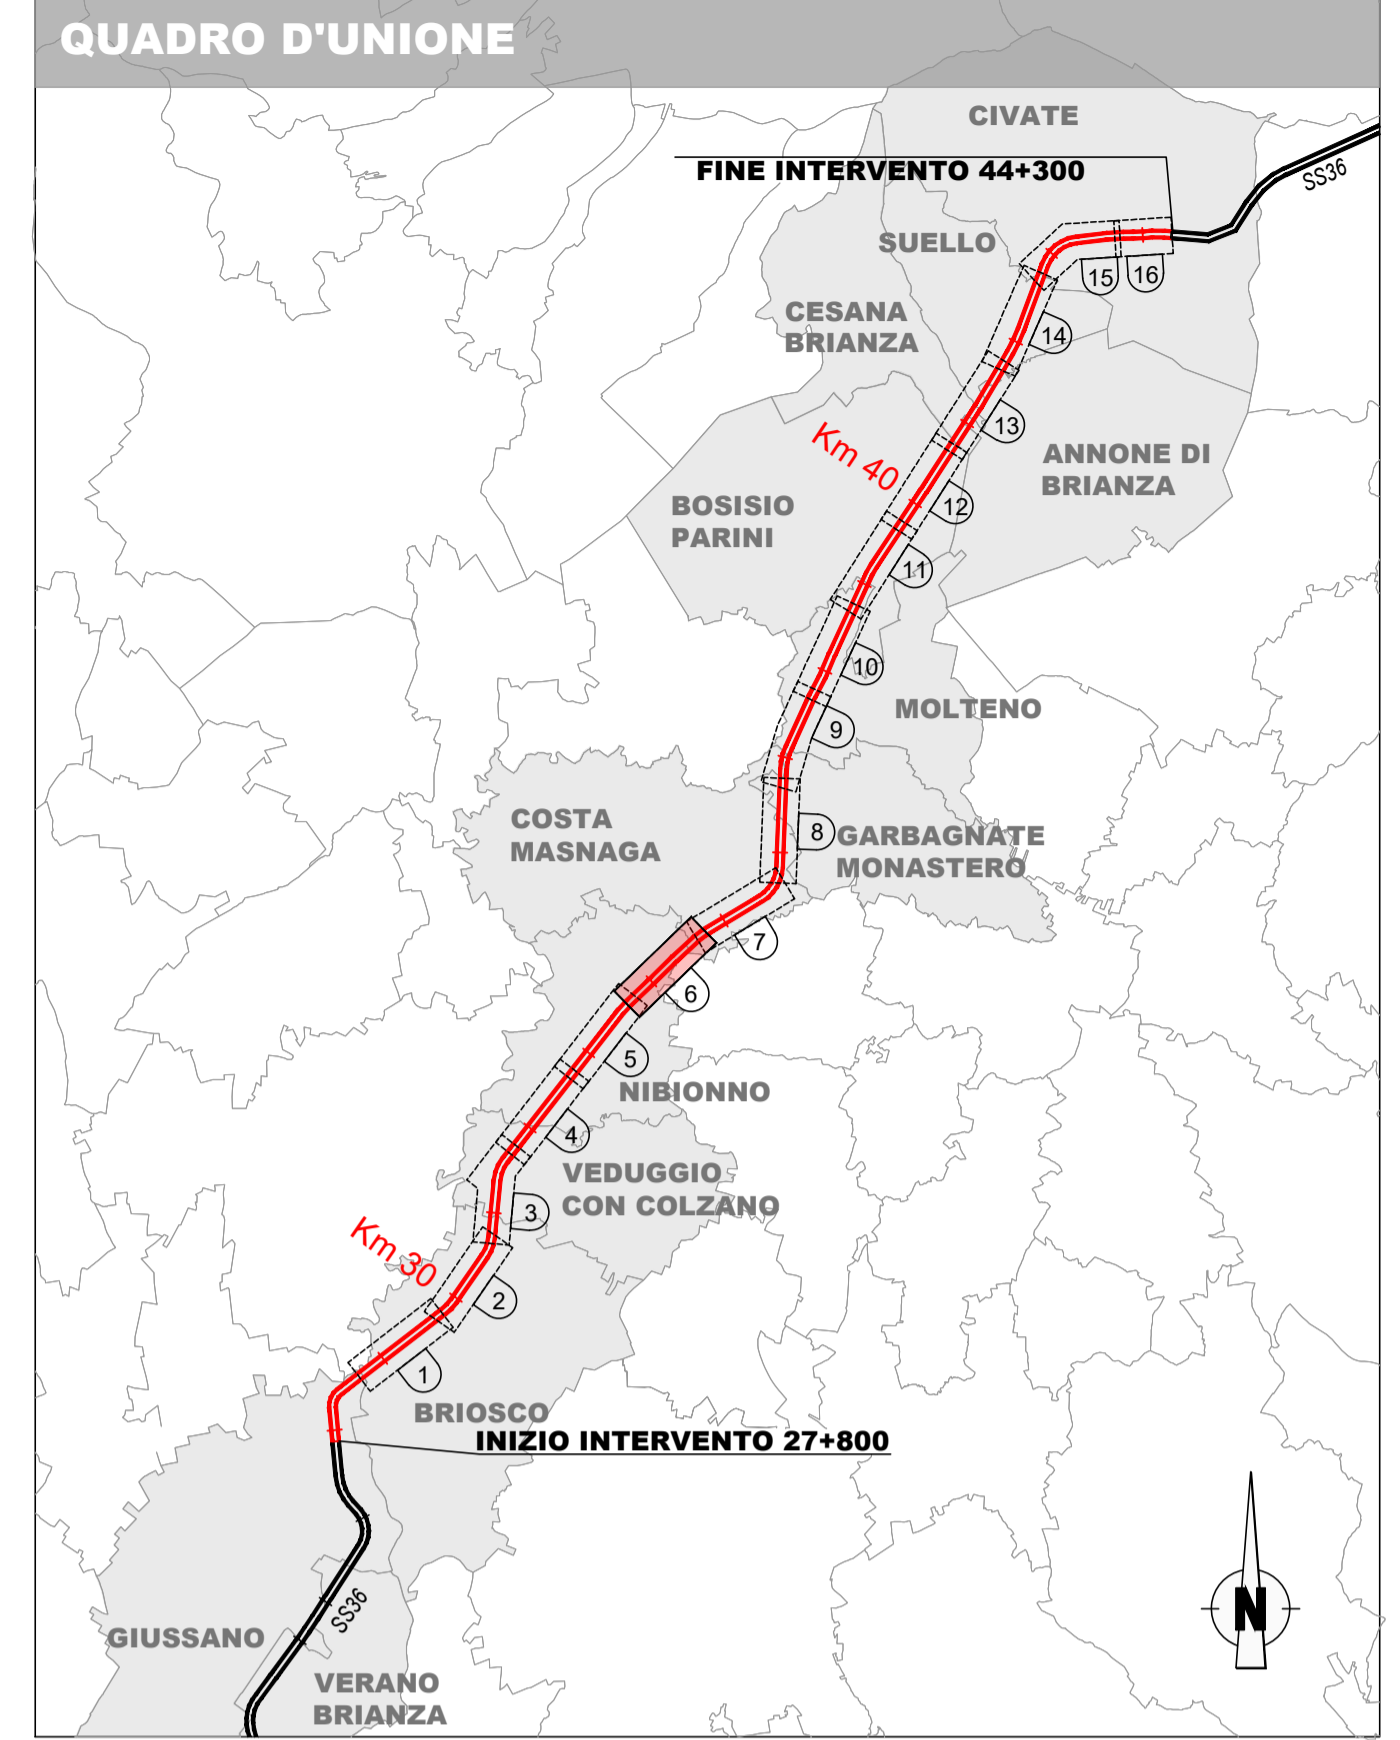 QUADRO D'UNIONE
CIVATE
SS36
FINE INTERVENTO 44+300
SUELLO
15
16
CESANA
BRIANZA
14
13
Km 40
ANNONE DI
BRIANZA
BOSISIO
PARINI
12
11
10
MOLTENO
9
COSTA
MASNAGA
8
GARBAGNATE
MONASTERO
7
6
5
NIBIONNO
4
VEDUGGIO
CON COLZANO
3
Km 30
2
1
BRIOSCO
INIZIO INTERVENTO 27+800
SS36
N
GIUSSANO
VERANO
BRIANZA